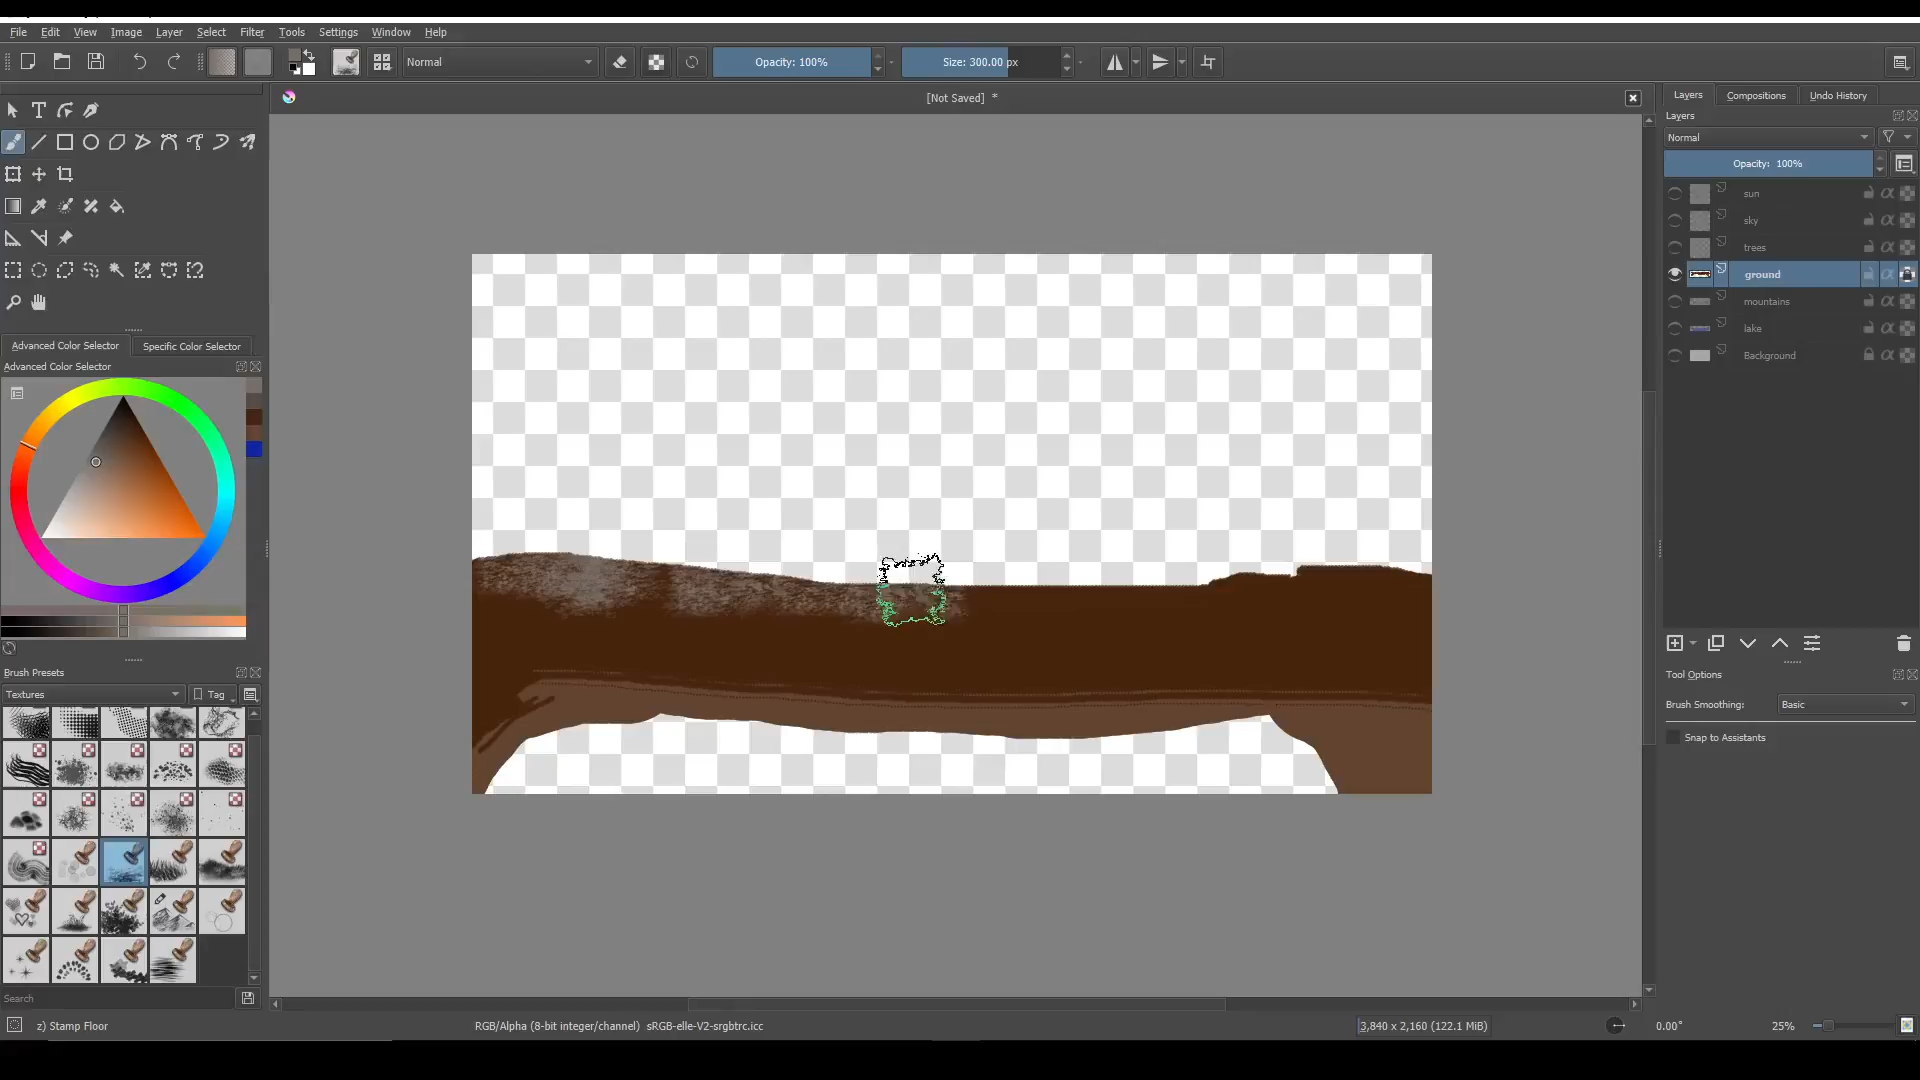 File Edit View Image Layer Select Filter Tools Settings Window Help
Normal
Opacity: 100%
Size: 300.00 px
[Not Saved] *
Layers Compositions Undo History
Layers
Normal
Opacity: 100%
sun
sky
trees
ground
mountains
lake
Background
Advanced Color Selector Specific Color Selector
Advanced Color Selector
Brush Presets
Textures
Tag
Search
Tool Options
Brush Smoothing: Basic
Snap to Assistants
z) Stamp Floor
RGB/Alpha (8-bit integer/channel) sRGB-elle-V2-srgbtrc.icc
3,840 x 2,160 (122.1 MiB)
0.00°
25%